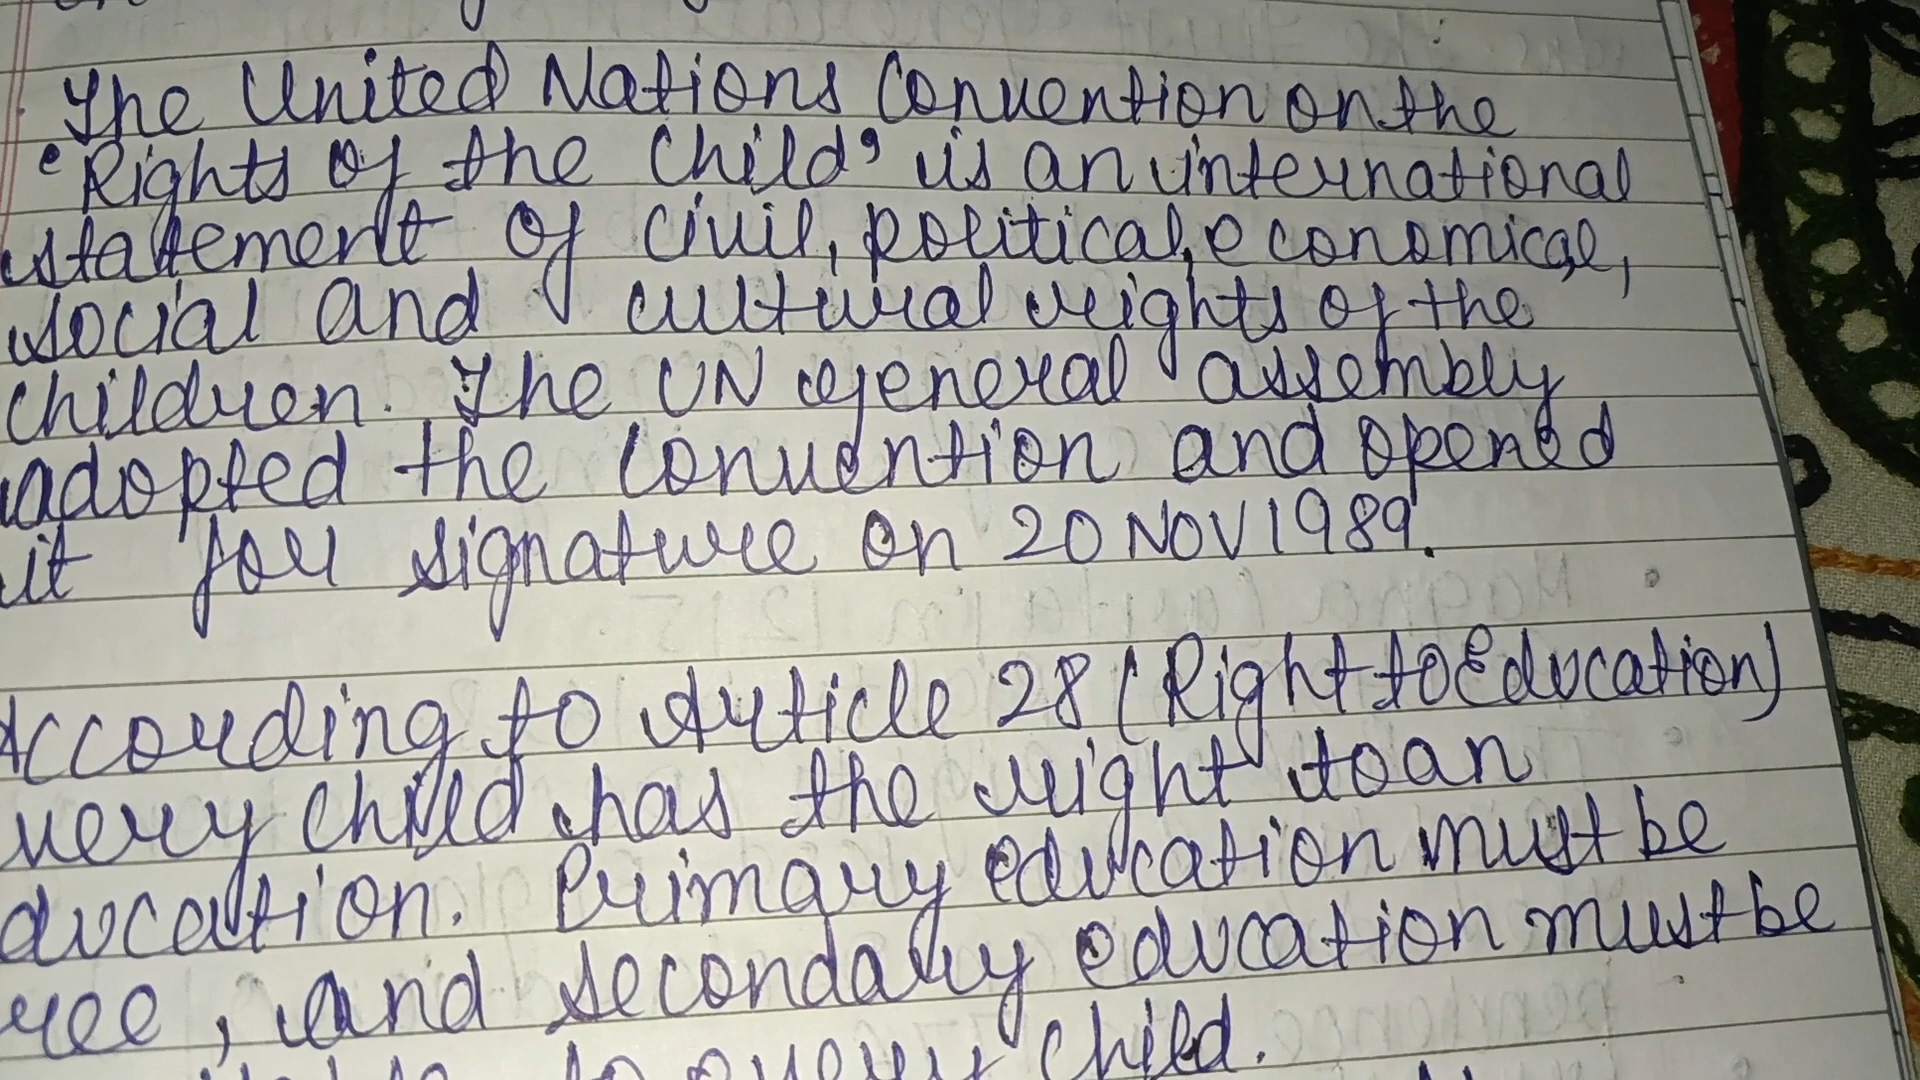 The United Nations Convention on the
'Rights of the Child' is an international
statement of civil, political, economical,
social and cultural rights of the
children. The UN general assembly
adopted the convention and opened
it for signature on 20 NOV 1989.
According to Article 28 (Right to Education)
very child has the right to an
ducation. Primary education must be
ree, and secondary education must be
to every child.